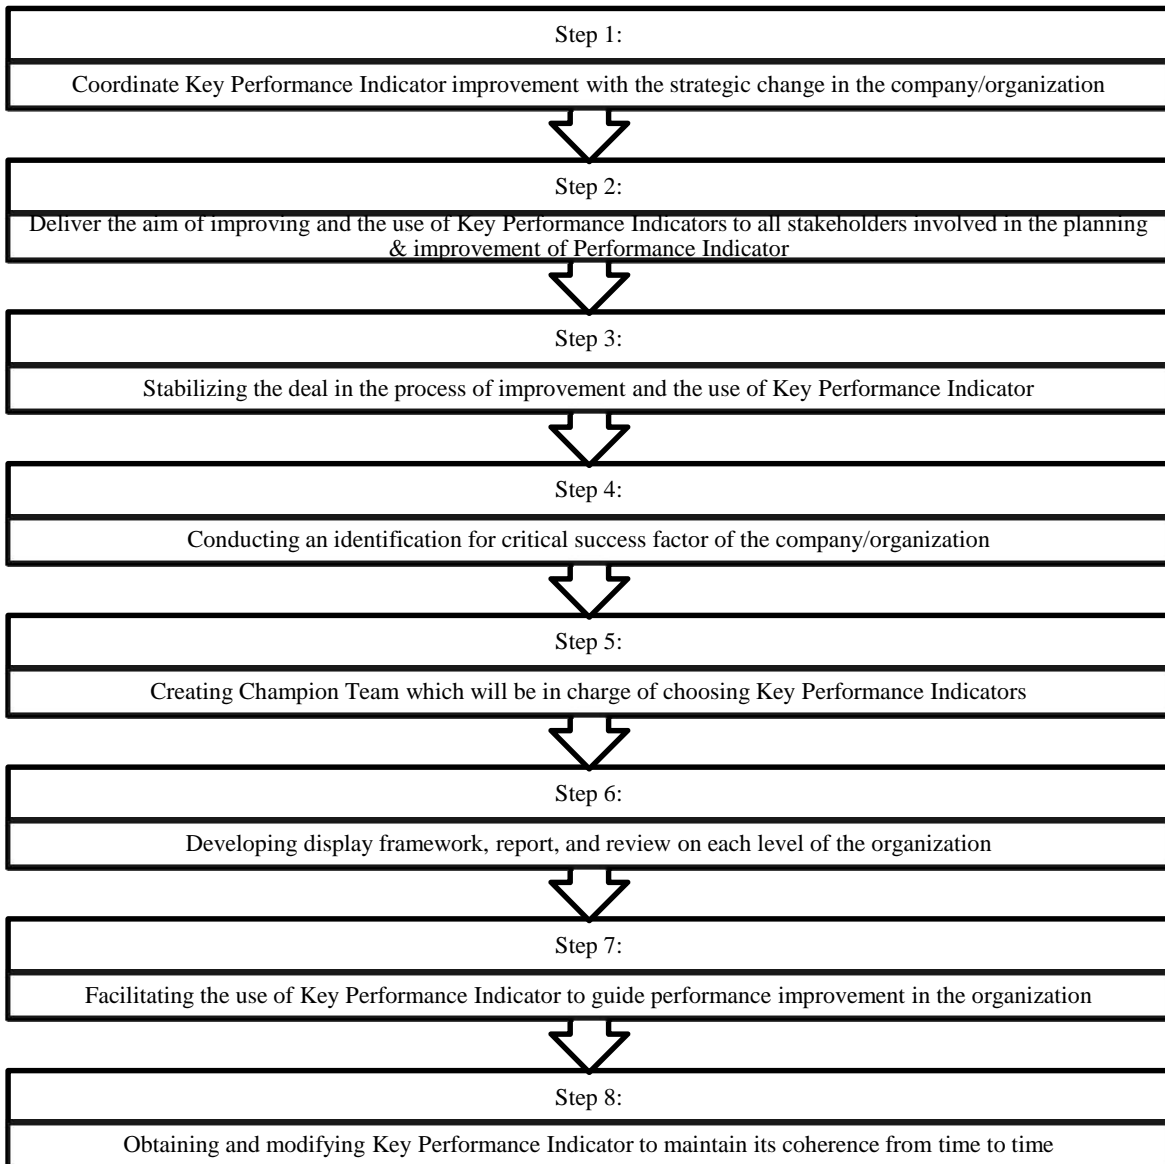 Step 1:
Coordinate Key Performance Indicator improvement with the strategic change in the company/organization
Step 2:
Deliver the aim of improving and the use of Key Performance Indicators to all stakeholders involved in the planning
& improvement of Performance Indicator
Step 3:
Stabilizing the deal in the process of improvement and the use of Key Performance Indicator
Step 4:
Conducting an identification for critical success factor of the company/organization
Step 5:
Creating Champion Team which will be in charge of choosing Key Performance Indicators
Step 6:
Developing display framework, report, and review on each level of the organization
Step 7:
Facilitating the use of Key Performance Indicator to guide performance improvement in the organization
Step 8:
Obtaining and modifying Key Performance Indicator to maintain its coherence from time to time